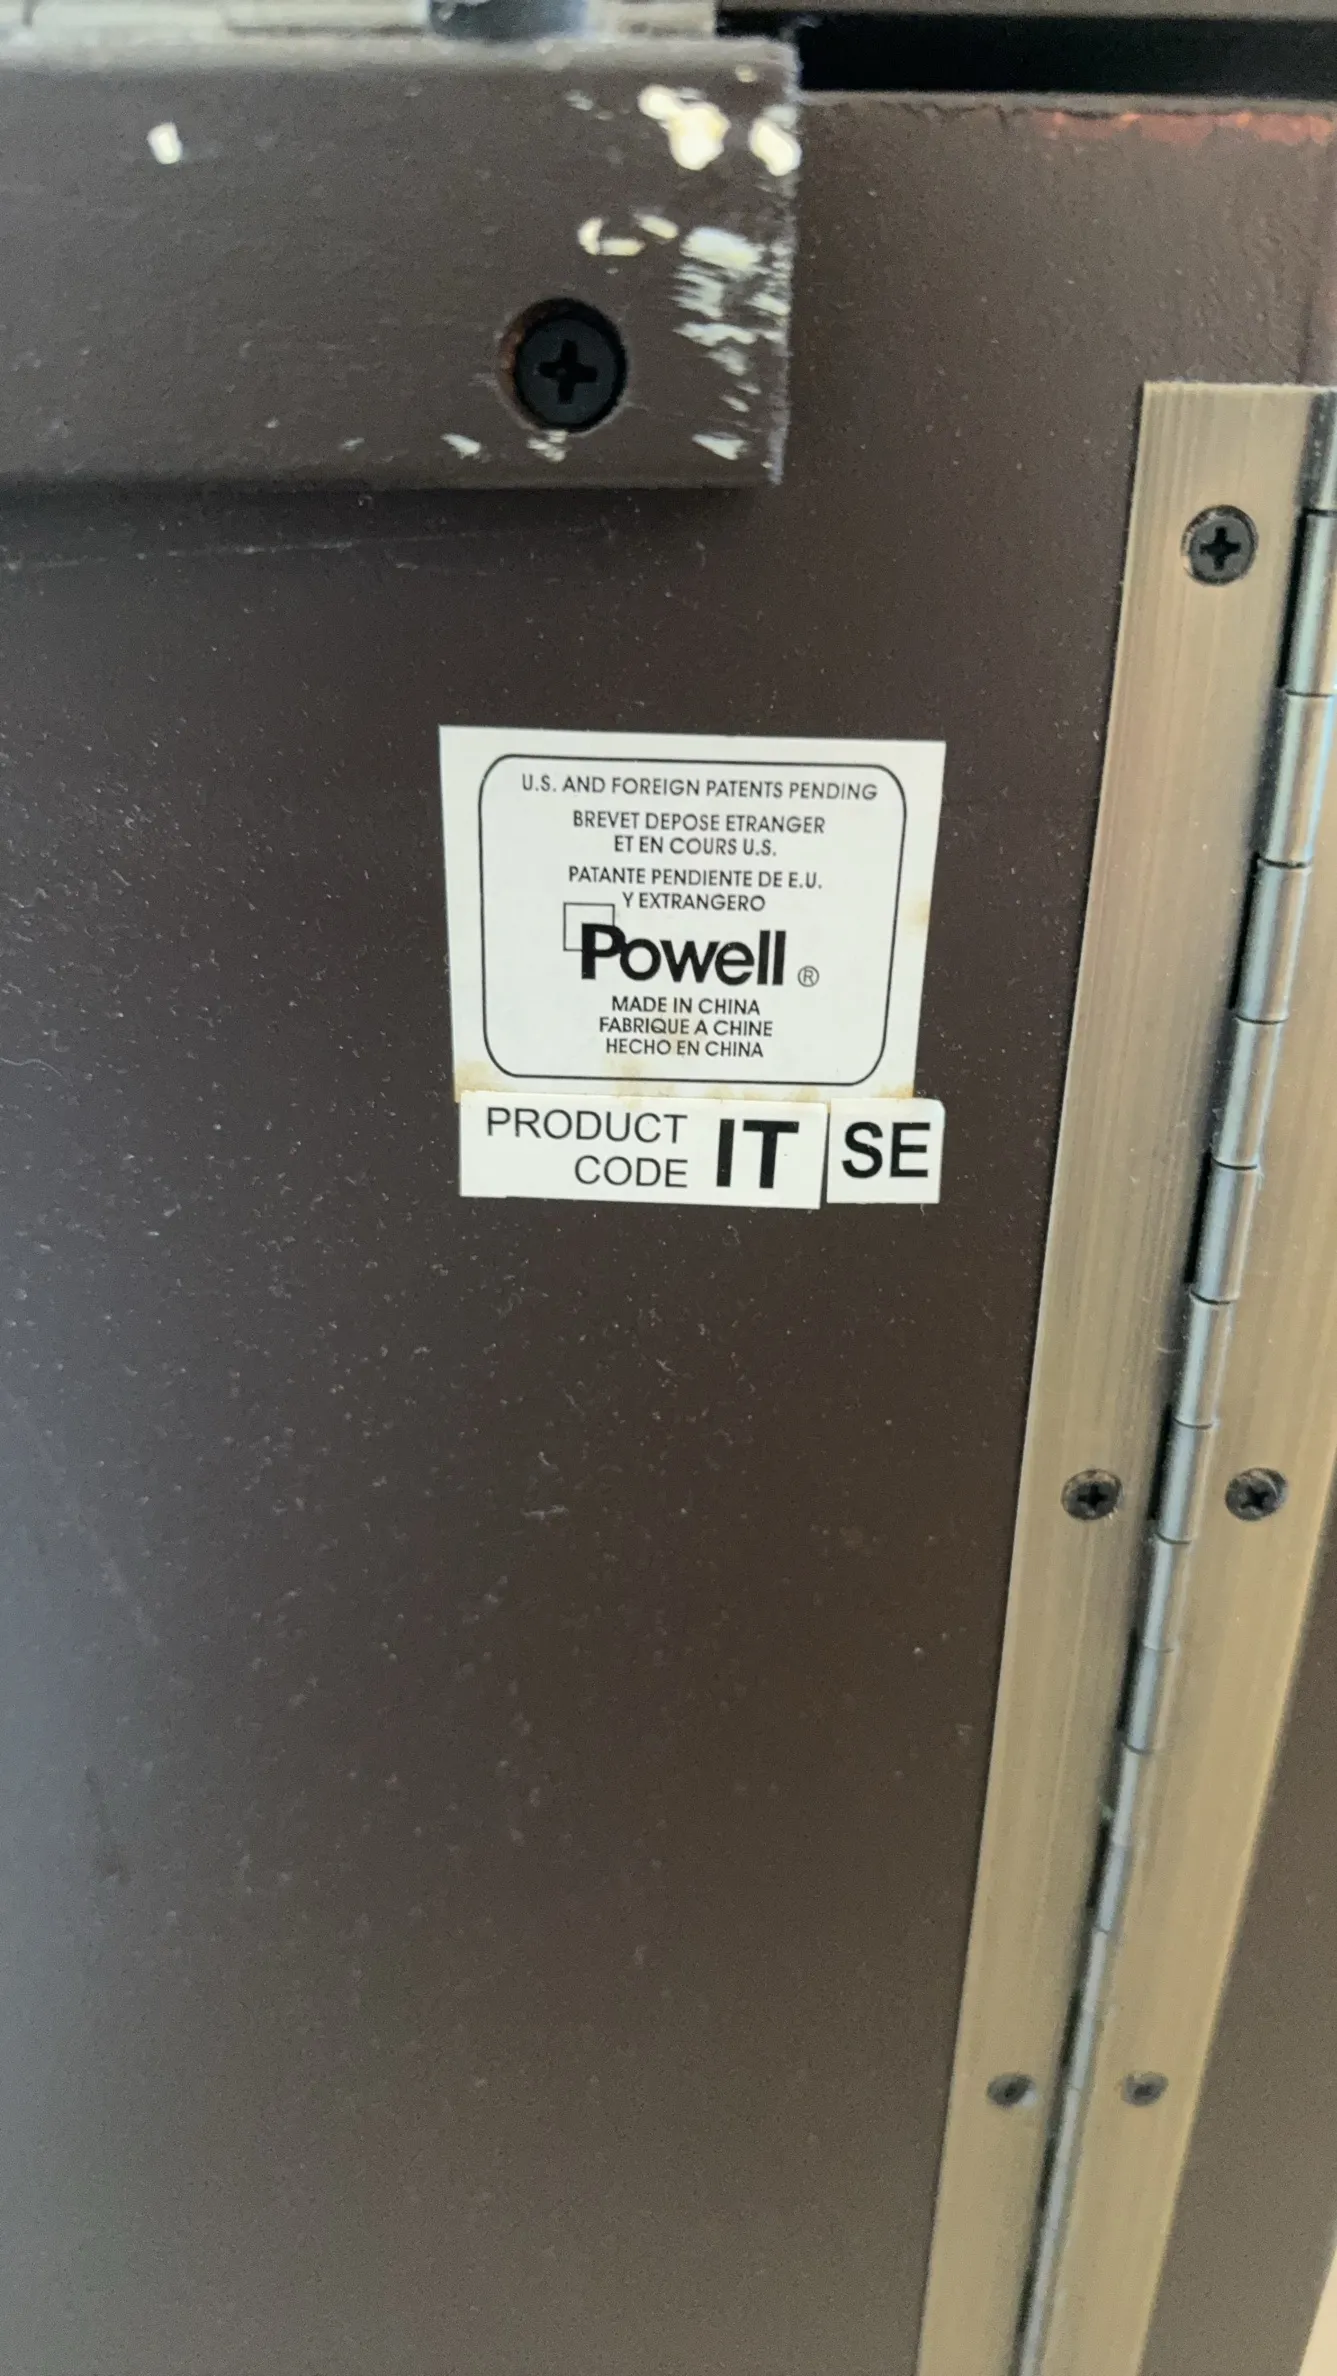 U.S. AND FOREIGN PATENTS PENDING
BREVET DEPOSE ETRANGER
ET EN COURS U.S.
PATANTE PENDIENTE DE E.U.
Y EXTRANGERO
Powell ®
MADE IN CHINA
FABRIQUE A CHINE
HECHO EN CHINA
PRODUCT CODE IT SE